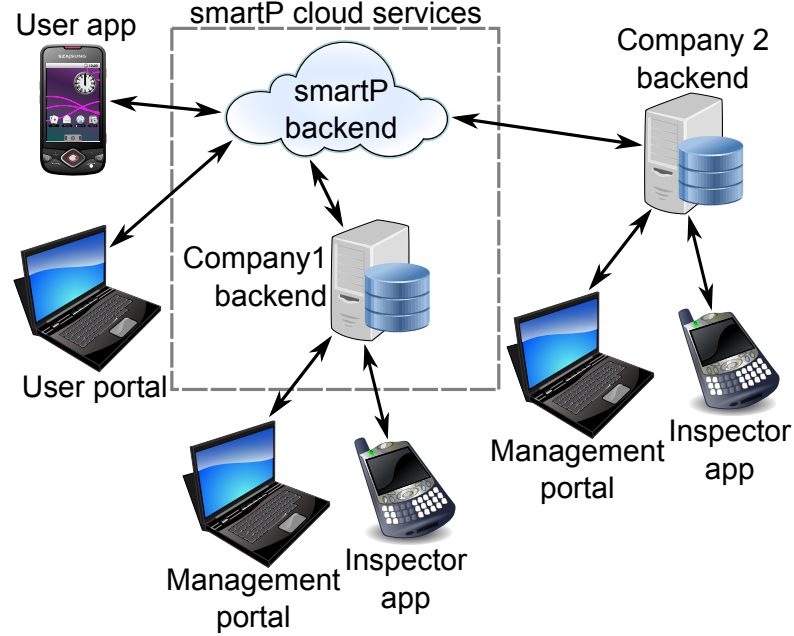 smartP cloud services
User app
Company 2
backend
SZAJSUNG
smartP
backend
Company1
backend
User portal
Management
portal
Inspector
app
Inspector
app
Management
portal